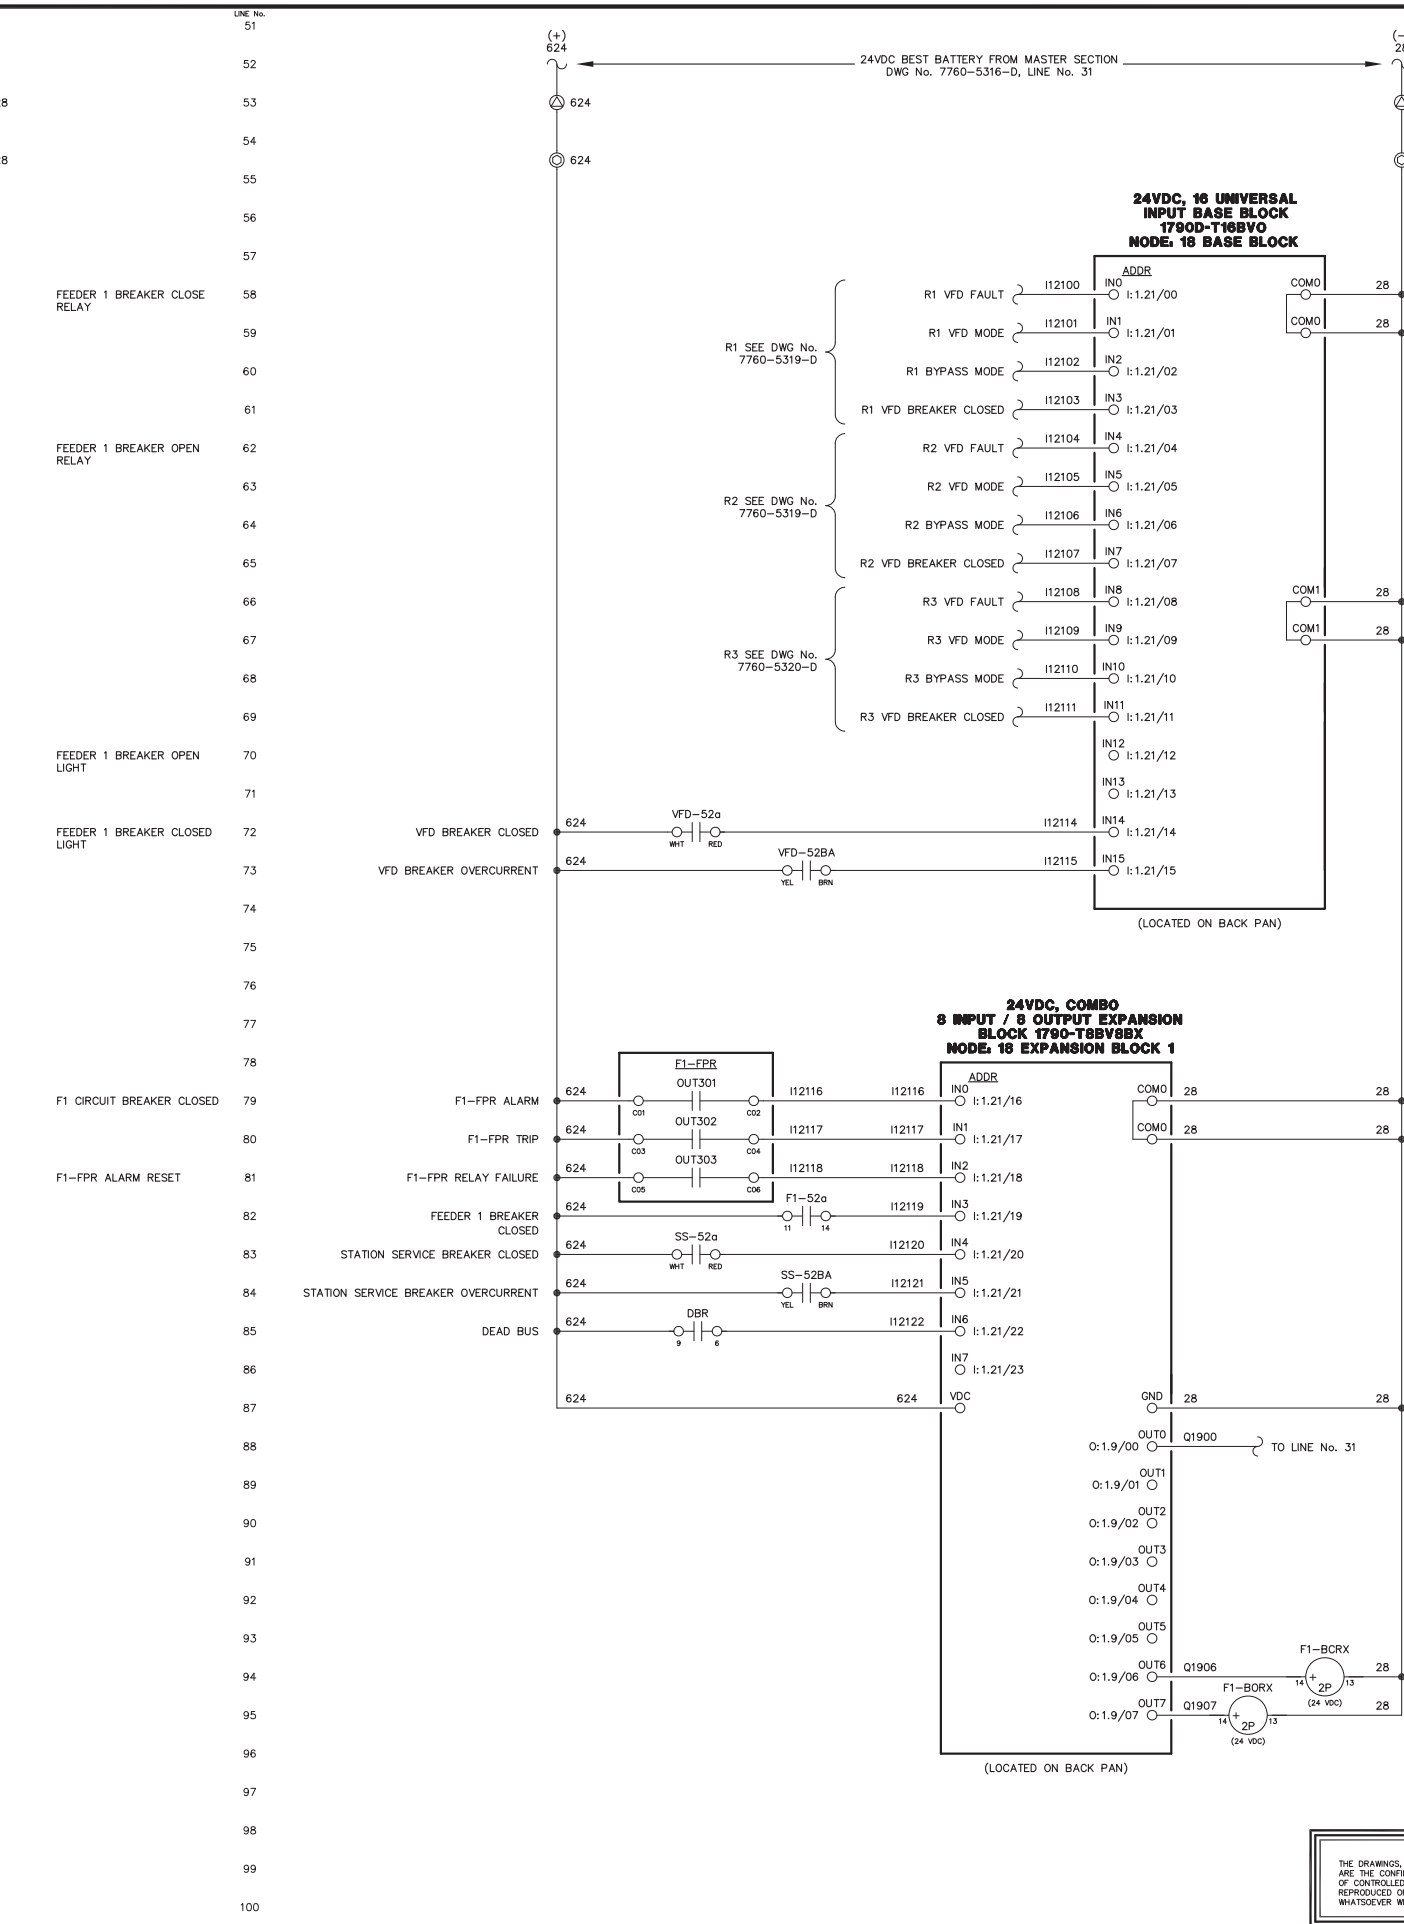 LINE No.
51
(+)
624
(-
28
52
24VDC BEST BATTERY FROM MASTER SECTION
DWG No. 7760-5316-D, LINE No. 31
28
53
624
54
28
624
55
24VDC, 16 UNIVERSAL
INPUT BASE BLOCK
1790D-T16BVO
NODE: 18 BASE BLOCK
56
57
ADDR
FEEDER 1 BREAKER CLOSE
RELAY
58
R1 VFD FAULT I12100 IN0 I:1.21/00 COM0 28
59
R1 VFD MODE I12101 IN1 I:1.21/01 COM0 28
R1 SEE DWG No.
7760-5319-D
60
R1 BYPASS MODE I12102 IN2 I:1.21/02
61
R1 VFD BREAKER CLOSED I12103 IN3 I:1.21/03
FEEDER 1 BREAKER OPEN
RELAY
62
R2 VFD FAULT I12104 IN4 I:1.21/04
63
R2 VFD MODE I12105 IN5 I:1.21/05
R2 SEE DWG No.
7760-5319-D
64
R2 BYPASS MODE I12106 IN6 I:1.21/06
65
R2 VFD BREAKER CLOSED I12107 IN7 I:1.21/07
66
R3 VFD FAULT I12108 IN8 I:1.21/08 COM1 28
67
R3 VFD MODE I12109 IN9 I:1.21/09 COM1 28
R3 SEE DWG No.
7760-5320-D
68
R3 BYPASS MODE I12110 IN10 I:1.21/10
69
R3 VFD BREAKER CLOSED I12111 IN11 I:1.21/11
FEEDER 1 BREAKER OPEN
LIGHT
70
IN12 I:1.21/12
71
IN13 I:1.21/13
FEEDER 1 BREAKER CLOSED
LIGHT
72
VFD BREAKER CLOSED 624 VFD-52a WHT RED I12114 IN14 I:1.21/14
73
VFD BREAKER OVERCURRENT 624 VFD-52BA YEL BRN I12115 IN15 I:1.21/15
74
(LOCATED ON BACK PAN)
75
76
24VDC, COMBO
8 INPUT / 8 OUTPUT EXPANSION
BLOCK 1790-T8BV8BX
NODE: 18 EXPANSION BLOCK 1
77
78
F1-FPR
ADDR
F1 CIRCUIT BREAKER CLOSED
79
F1-FPR ALARM 624 C01 OUT301 C02 I12116 I12116 IN0 I:1.21/16 COM0 28 28
80
F1-FPR TRIP 624 C03 OUT302 C04 I12117 I12117 IN1 I:1.21/17 COM0 28 28
F1-FPR ALARM RESET
81
F1-FPR RELAY FAILURE 624 C05 OUT303 C06 I12118 I12118 IN2 I:1.21/18
82
FEEDER 1 BREAKER
CLOSED
624 F1-52a 11 14 I12119 IN3 I:1.21/19
83
STATION SERVICE BREAKER CLOSED 624 SS-52a WHT RED I12120 IN4 I:1.21/20
84
STATION SERVICE BREAKER OVERCURRENT 624 SS-52BA YEL BRN I12121 IN5 I:1.21/21
85
DEAD BUS 624 DBR 9 6 I12122 IN6 I:1.21/22
86
IN7 I:1.21/23
87
624 624 VDC GND 28 28
88
OUT0 O:1.9/00 Q1900 TO LINE No. 31
89
OUT1 O:1.9/01
90
OUT2 O:1.9/02
91
OUT3 O:1.9/03
92
OUT4 O:1.9/04
93
OUT5 O:1.9/05
94
OUT6 O:1.9/06 Q1906 F1-BCRX 14 + 2P 13 (24 VDC) 28
95
OUT7 O:1.9/07 Q1907 F1-BORX 14 + 2P 13 (24 VDC) 28
96
(LOCATED ON BACK PAN)
97
98
99
100
THE DRAWINGS,
ARE THE
OF CONTROLLED
REPRODUCED
WHATSOEVER